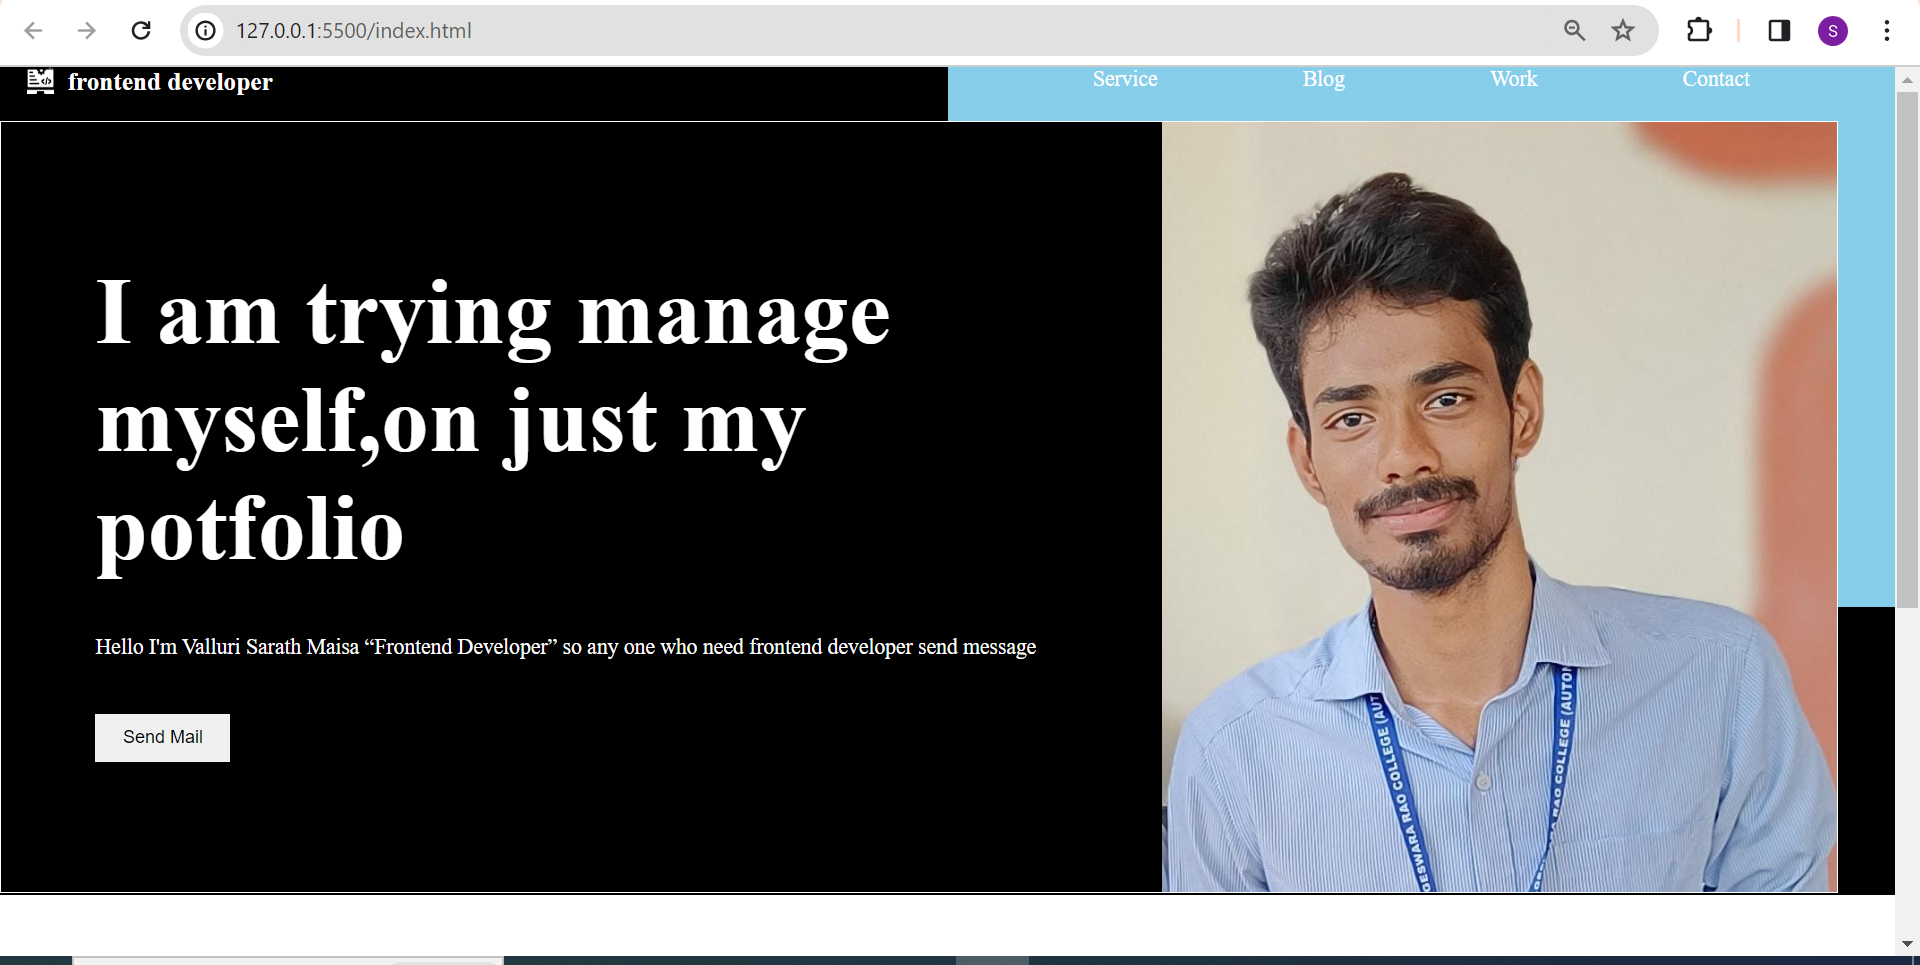 127.0.0.1:5500/index.html
S
frontend developer
Service Blog Work Contact
I am trying manage
myself,on just my
potfolio
Hello I'm Valluri Sarath Maisa “Frontend Developer” so any one who need frontend developer send message
Send Mail
GESWARA RAO COLLEGE (AUT
RAO COLLEGE (AUTON